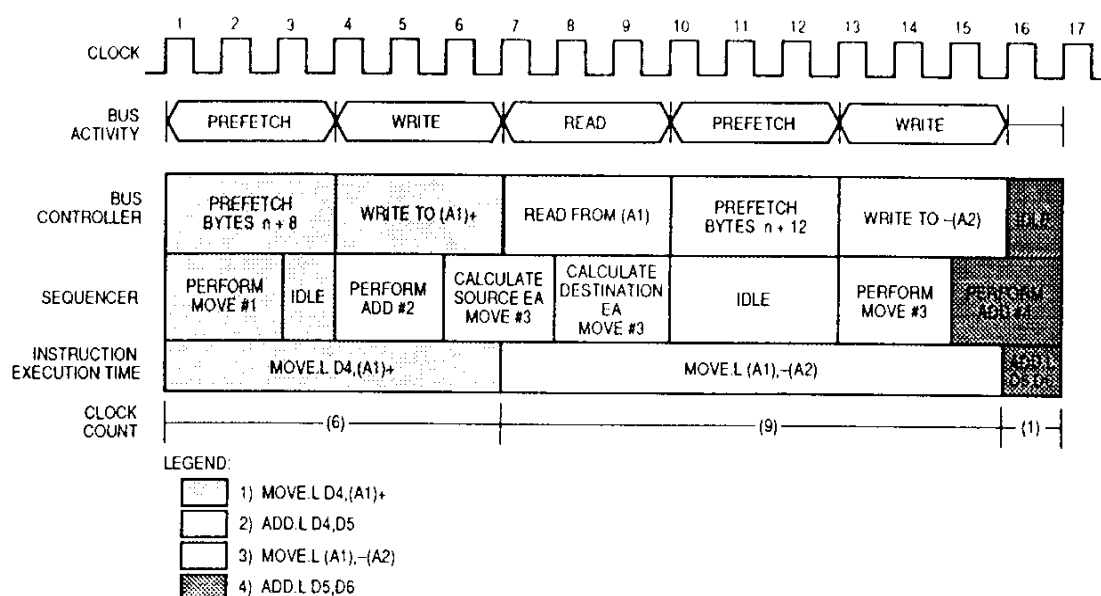 1 2 3 4 5 6 7 8 9 10 11 12 13 14 15 16 17
CLOCK
BUS
ACTIVITY
PREFETCH WRITE READ PREFETCH WRITE
BUS
CONTROLLER
PREFETCH
BYTES n + 8
WRITE TO (A1)+
READ FROM (A1)
PREFETCH
BYTES n + 12
WRITE TO –(A2)
IDLE
SEQUENCER
PERFORM
MOVE #1
IDLE
PERFORM
ADD #2
CALCULATE
SOURCE EA
MOVE #3
CALCULATE
DESTINATION
EA
MOVE #3
IDLE
PERFORM
MOVE #3
PERFORM
ADD #4
INSTRUCTION
EXECUTION TIME
MOVE.L D4,(A1)+
MOVE.L (A1),–(A2)
ADD.L
D5,D6
CLOCK
COUNT
(6) (9) (1)
LEGEND:
1) MOVE.L D4,(A1)+
2) ADD.L D4,D5
3) MOVE.L (A1),–(A2)
4) ADD.L D5,D6